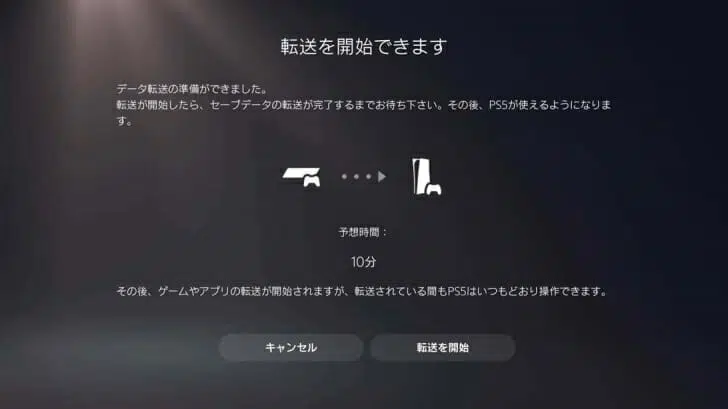 転送を開始できます
データ転送の準備ができました。
転送が開始したら、セーブデータの転送が完了するまでお待ち下さい。その後、PS5が使えるようになりま
す。
予想時間：
10分
その後、ゲームやアプリの転送が開始されますが、転送されている間もPS5はいつもどおり操作できます。
キャンセル
転送を開始